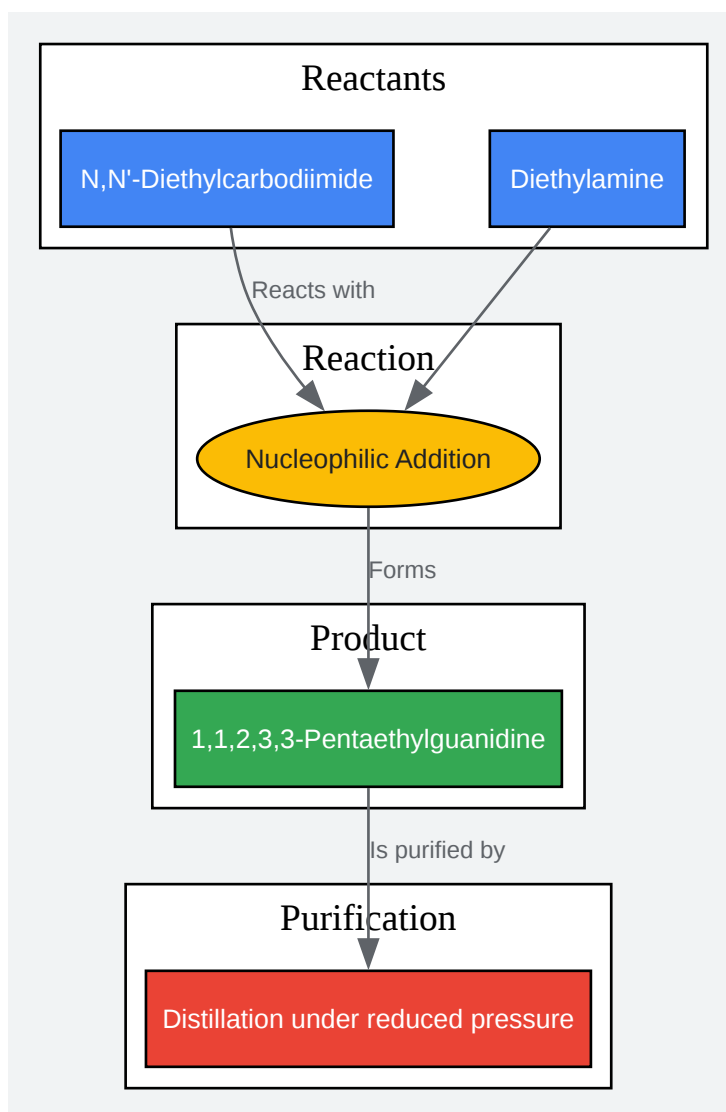 Reactants
N,N'-Diethylcarbodiimide
Diethylamine
Reacts with
Reaction
Nucleophilic Addition
Forms
Product
1,1,2,3,3-Pentaethylguanidine
Is purified by
Purification
Distillation under reduced pressure